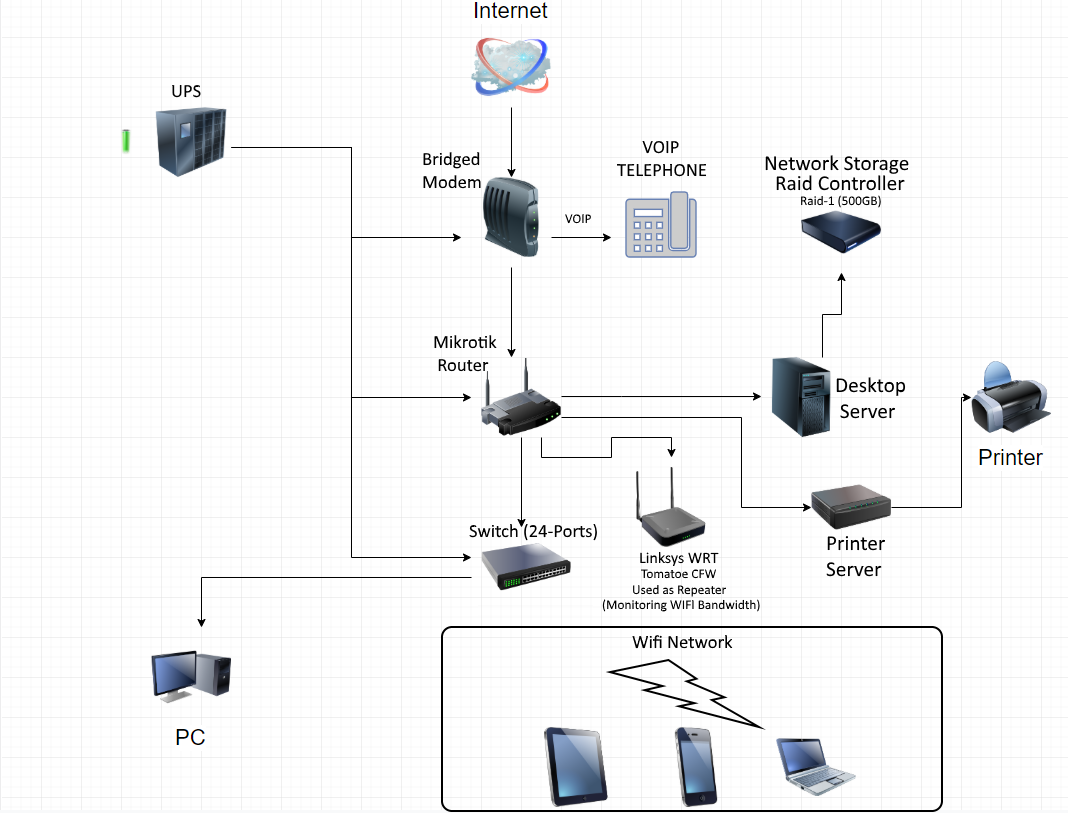 Internet
UPS
Bridged
Modem
VOIP
TELEPHONE
VOIP
Network Storage
Raid Controller
Raid-1 (500GB)
Mikrotik
Router
Desktop
Server
Printer
Switch (24-Ports)
Linksys WRT
Tomatoe CFW
Used as Repeater
(Monitoring WIFI Bandwidth)
Printer
Server
PC
Wifi Network